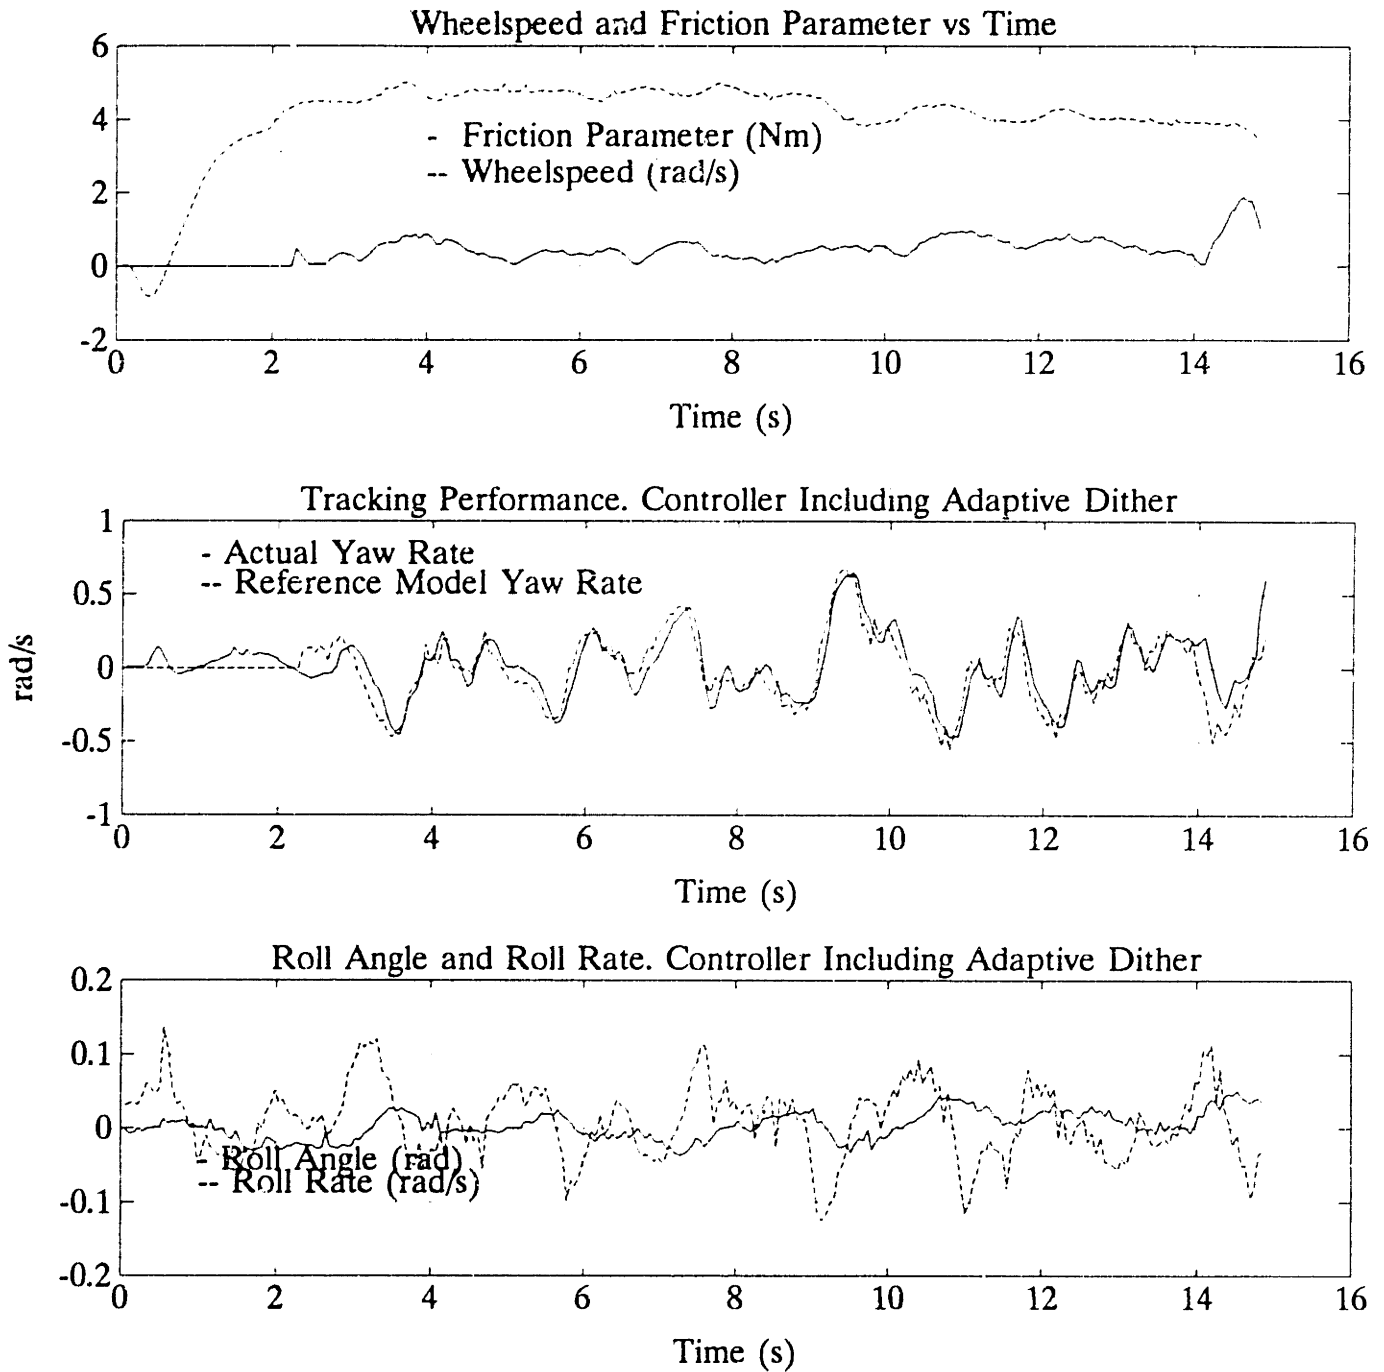 Wheelspeed and Friction Parameter vs Time
6
4
2
0
-2
- Friction Parameter (Nm)
-- Wheelspeed (rad/s)
0 2 4 6 8 10 12 14 16
Time (s)
Tracking Performance. Controller Including Adaptive Dither
1
0.5
0
-0.5
-1
rad/s
- Actual Yaw Rate
-- Reference Model Yaw Rate
0 2 4 6 8 10 12 14 16
Time (s)
Roll Angle and Roll Rate. Controller Including Adaptive Dither
0.2
0.1
0
-0.1
-0.2
- Roll Angle (rad)
-- Roll Rate (rad/s)
0 2 4 6 8 10 12 14 16
Time (s)